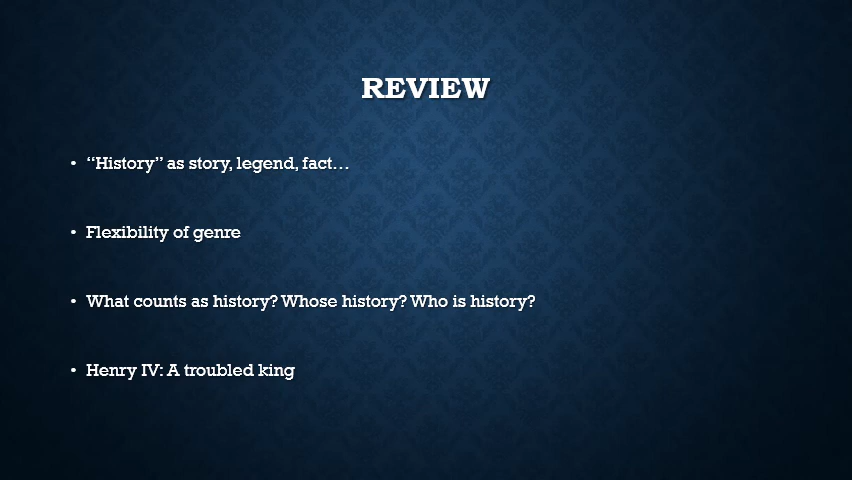 REVIEW
• “History” as story, legend, fact…
• Flexibility of genre
• What counts as history? Whose history? Who is history?
• Henry IV: A troubled king